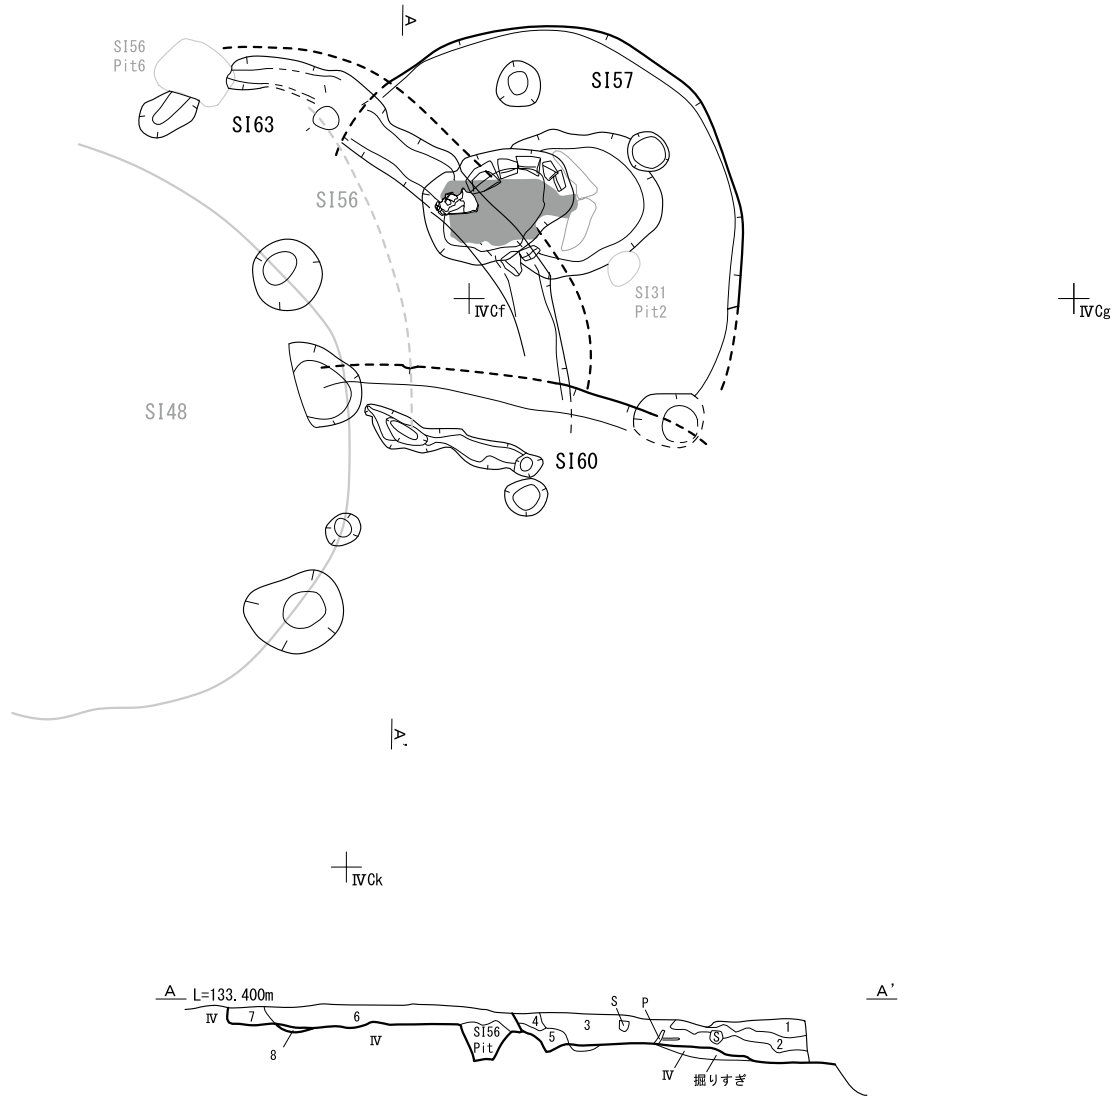 A
SI56
Pit6
SI57
SI63
SI56
SI31
Pit2
ⅣCf
ⅣCg
SI48
SI60
A'
ⅣCk
A
L=133.400m
A'
S
P
Ⅳ
7
6
4
3
1
SI56
Pit
5
S
2
8
Ⅳ
Ⅳ
掘りすぎ